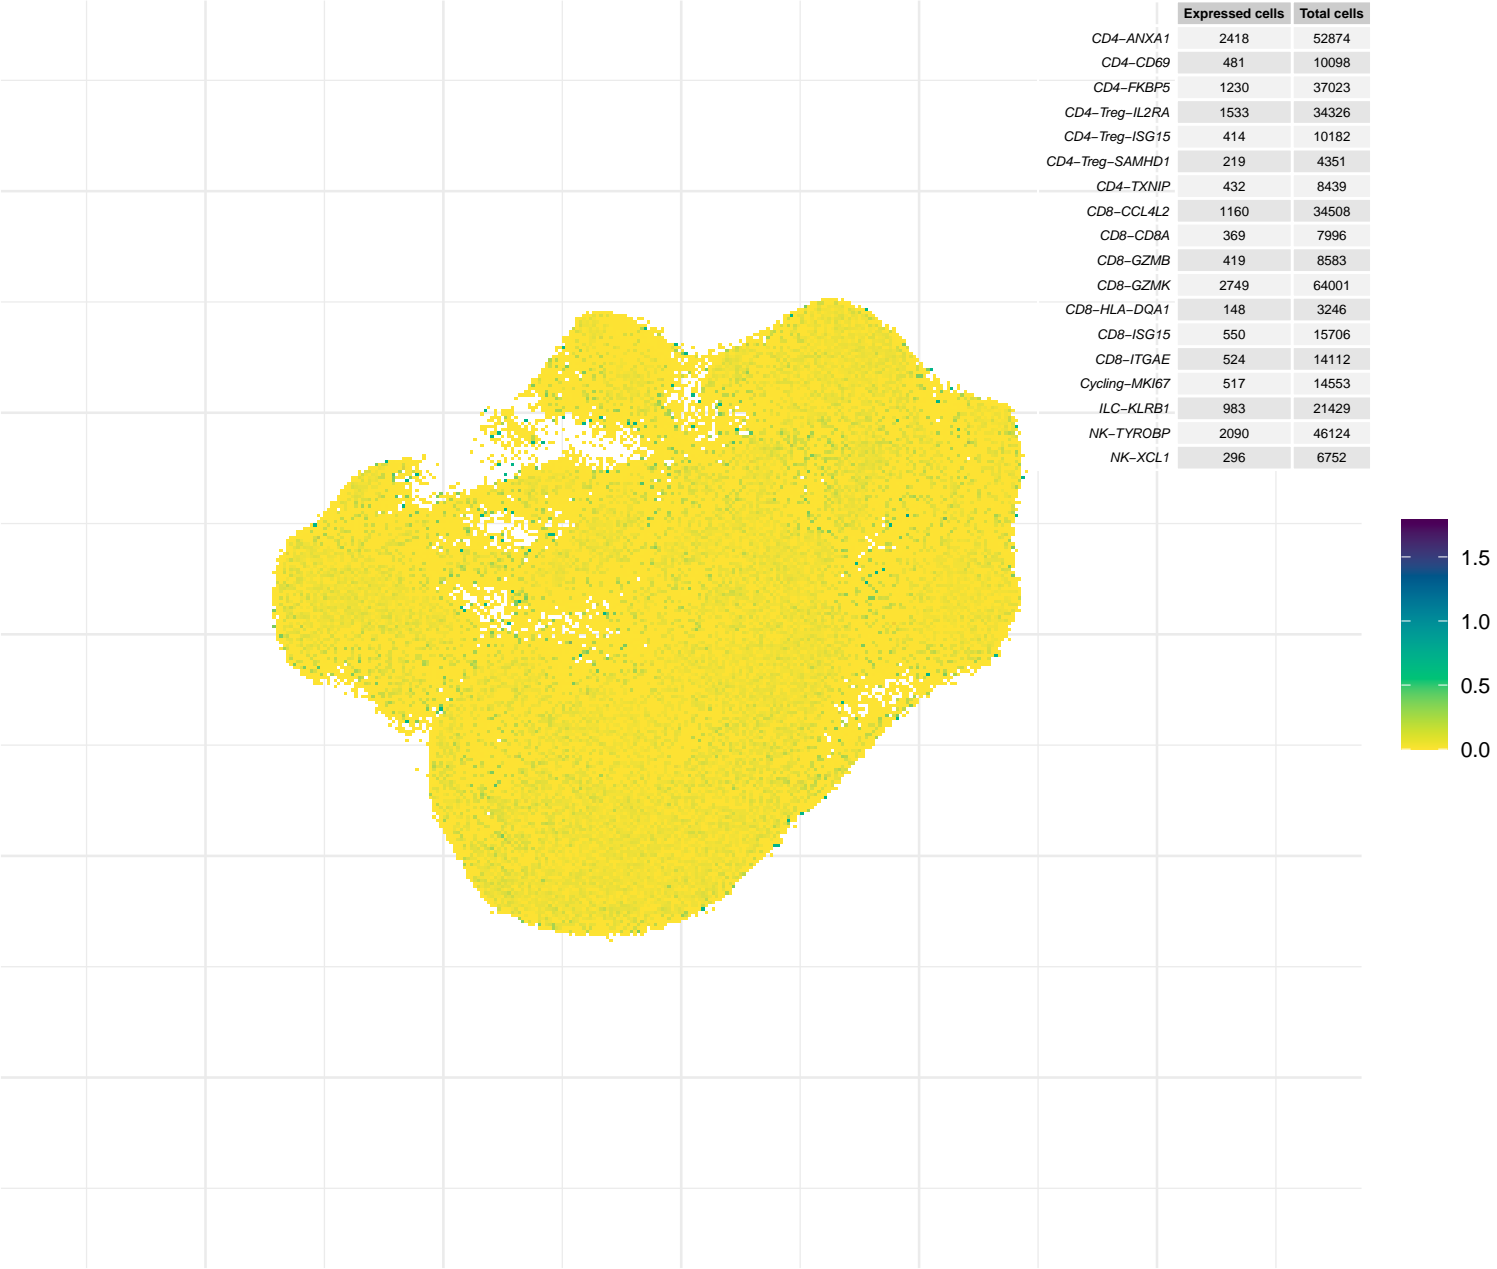 Expressed cells Total cells
CD4−ANXA1 2418 52874
CD4−CD69 481 10098
CD4−FKBP5 1230 37023
CD4−Treg−IL2RA 1533 34326
CD4−Treg−ISG15 414 10182
CD4−Treg−SAMHD1 219 4351
CD4−TXNIP 432 8439
CD8−CCL4L2 1160 34508
CD8−CD8A 369 7996
CD8−GZMB 419 8583
CD8−GZMK 2749 64001
CD8−HLA−DQA1 148 3246
CD8−ISG15 550 15706
CD8−ITGAE 524 14112
Cycling−MKI67 517 14553
ILC−KLRB1 983 21429
NK−TYROBP 2090 46124
NK−XCL1 296 6752
1.5
1.0
0.5
0.0